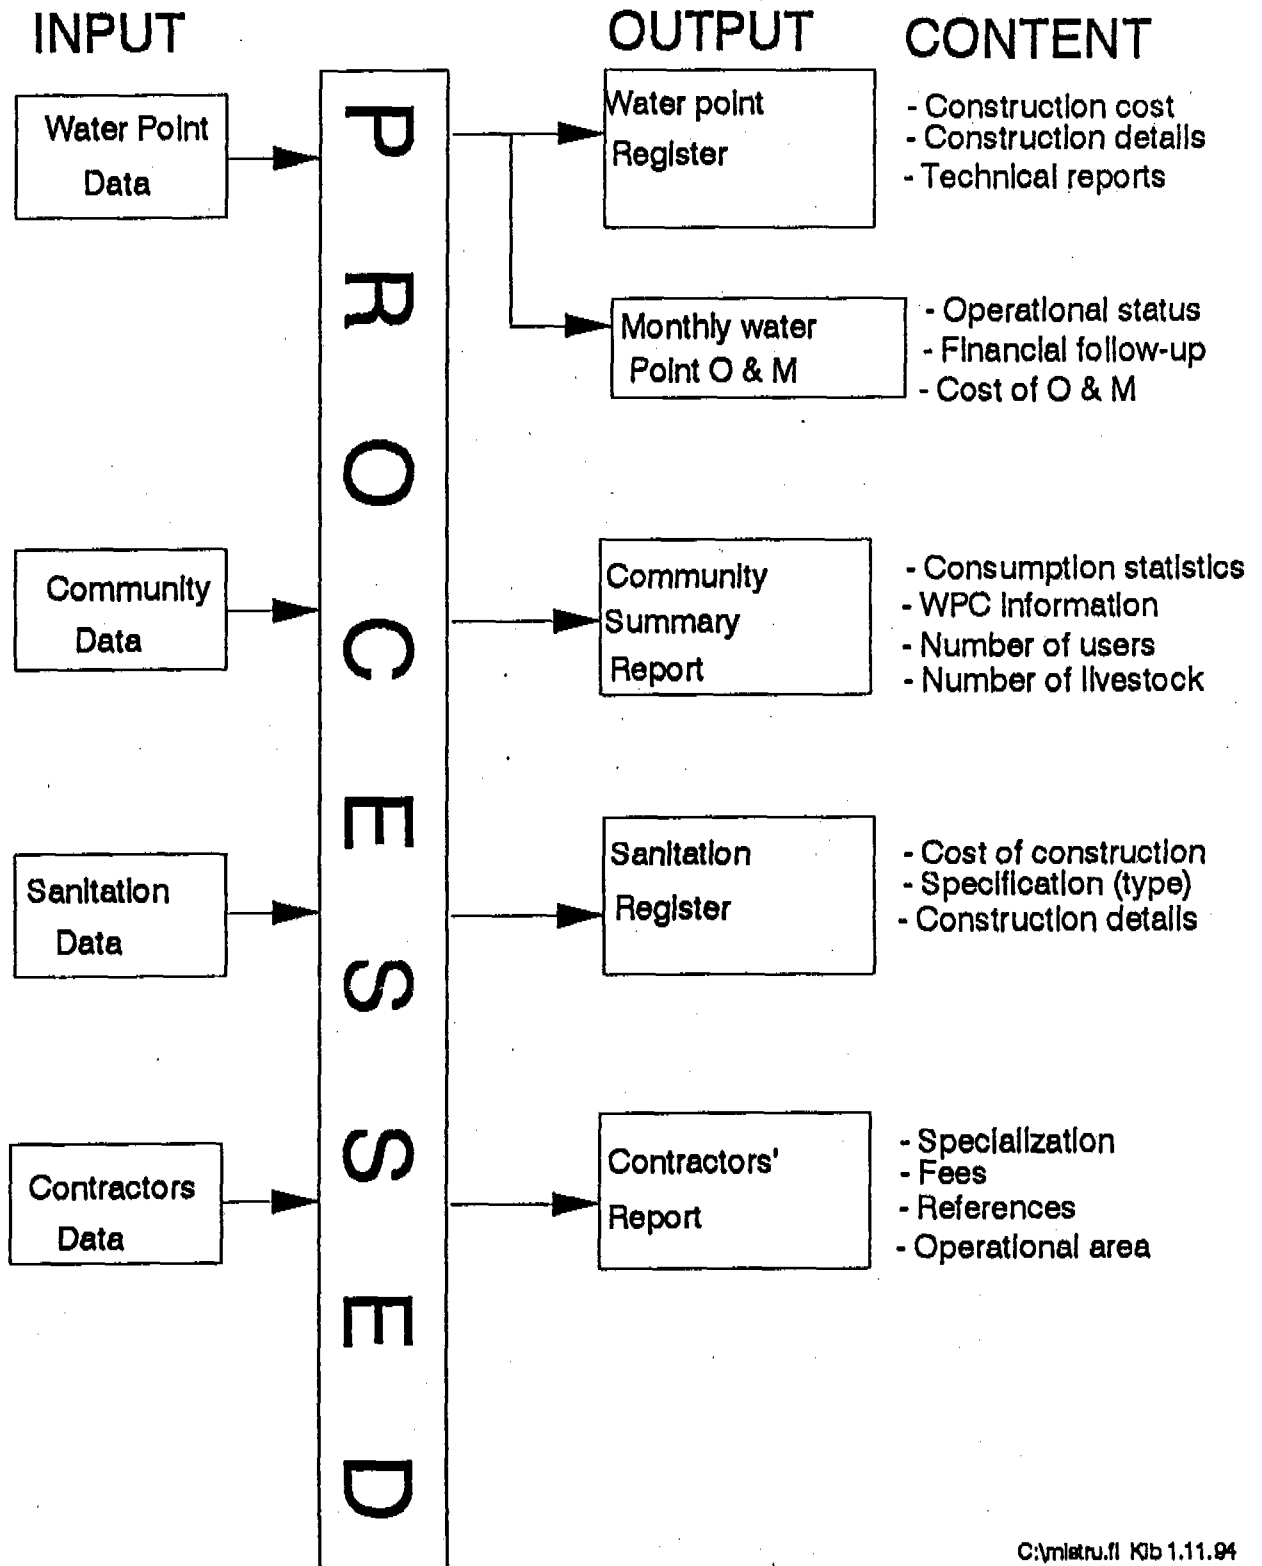 INPUT
OUTPUT
CONTENT
Water Point
Data
PROCESSED
Water point
Register
- Construction cost
- Construction details
- Technical reports
Monthly water
Point O & M
- Operational status
- Financial follow-up
- Cost of O & M
Community
Data
Community
Summary
Report
- Consumption statistics
- WPC Information
- Number of users
- Number of livestock
Sanitation
Data
Sanitation
Register
- Cost of construction
- Specification (type)
- Construction details
Contractors
Data
Contractors'
Report
- Specialization
- Fees
- References
- Operational area
C:\mistru.fl Kib 1.11.94